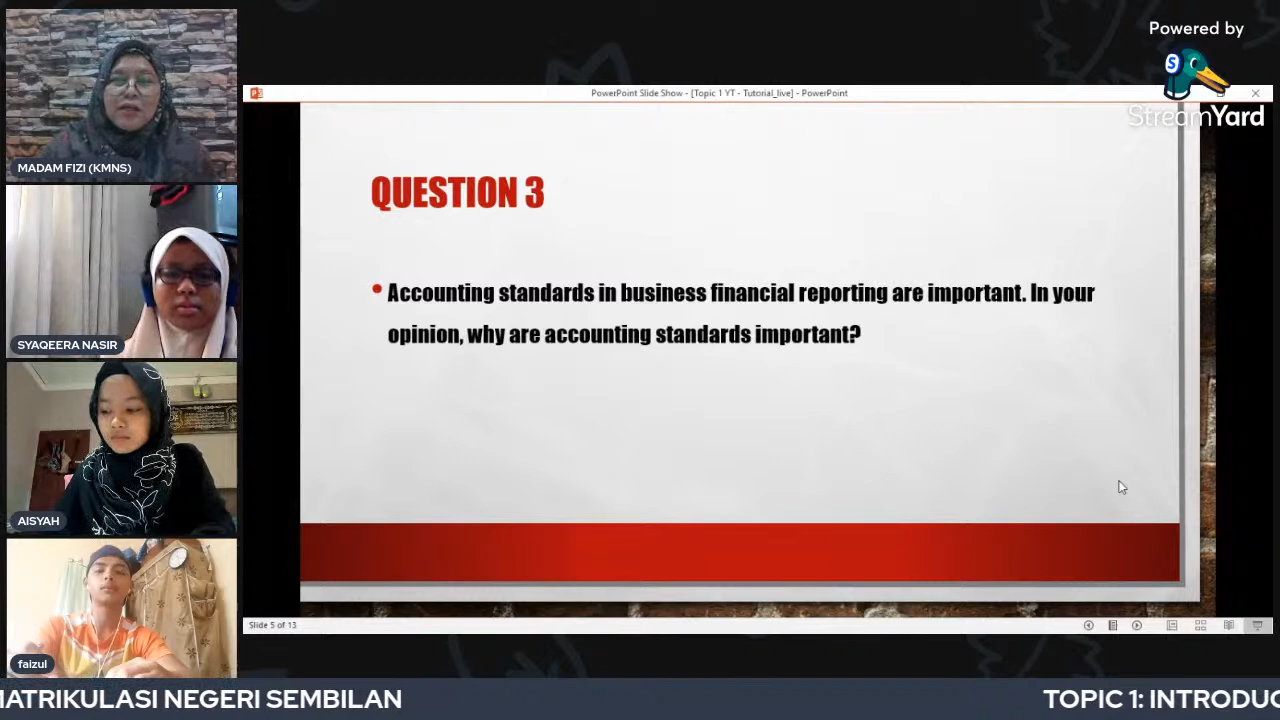 MADAM FIZI (KMNS)
SYAQEERA NASIR
AISYAH
faizul
PowerPoint Slide Show - [Topic 1 YT - Tutorial_live] - PowerPoint
Powered by
S
StreamYard
QUESTION 3
• Accounting standards in business financial reporting are important. In your
opinion, why are accounting standards important?
Slide 5 of 13
MATRIKULASI NEGERI SEMBILAN
TOPIC 1: INTRODUC